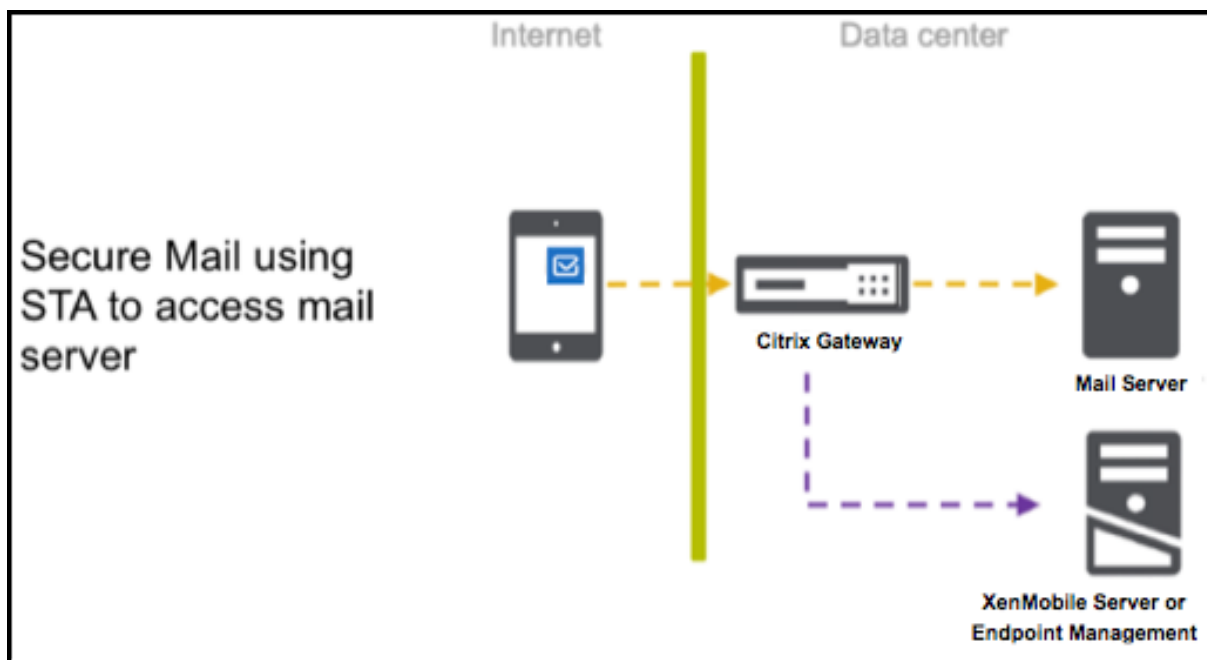 Internet
Data center
Secure Mail using
STA to access mail
server
Citrix Gateway
Mail Server
XenMobile Server or
Endpoint Management